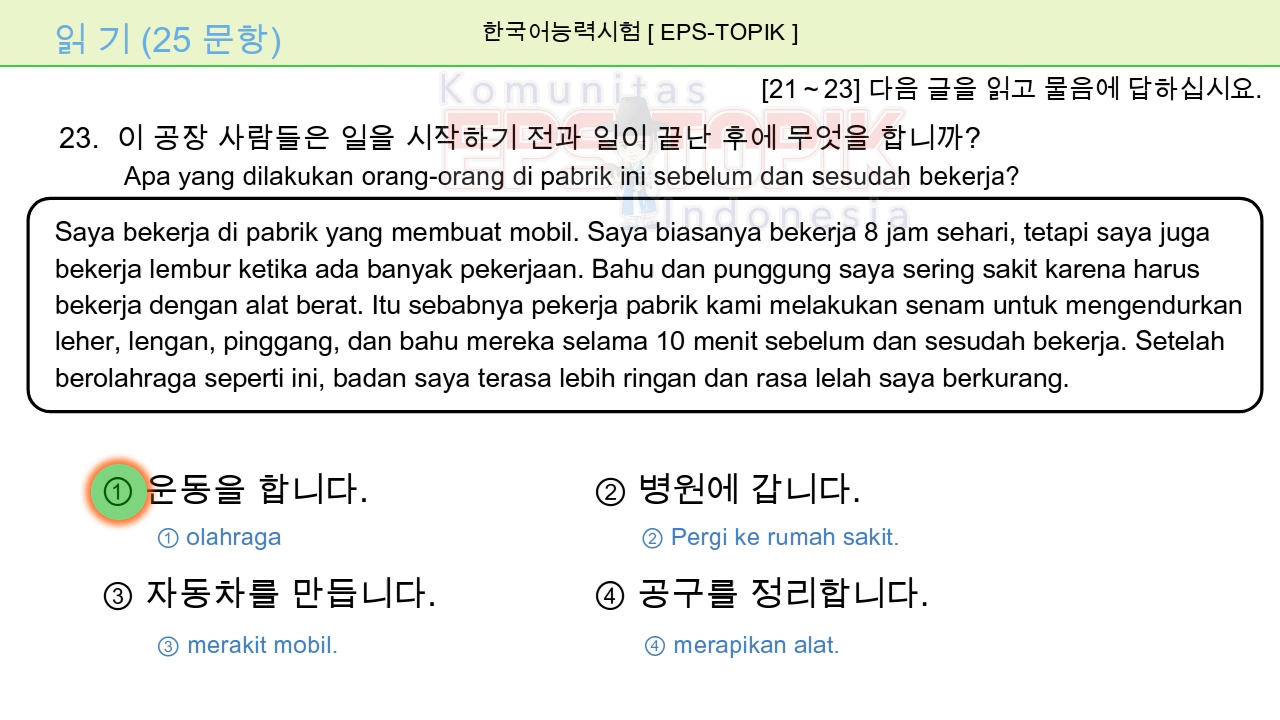 읽 기 (25 문항)
한국어능력시험 [ EPS-TOPIK ]
Komunitas
EPS TOPIK
Indonesia
[21 ~ 23] 다음 글을 읽고 물음에 답하십시요.
23. 이 공장 사람들은 일을 시작하기 전과 일이 끝난 후에 무엇을 합니까?
Apa yang dilakukan orang-orang di pabrik ini sebelum dan sesudah bekerja?
Saya bekerja di pabrik yang membuat mobil. Saya biasanya bekerja 8 jam sehari, tetapi saya juga
bekerja lembur ketika ada banyak pekerjaan. Bahu dan punggung saya sering sakit karena harus
bekerja dengan alat berat. Itu sebabnya pekerja pabrik kami melakukan senam untuk mengendurkan
leher, lengan, pinggang, dan bahu mereka selama 10 menit sebelum dan sesudah bekerja. Setelah
berolahraga seperti ini, badan saya terasa lebih ringan dan rasa lelah saya berkurang.
① 운동을 합니다.
② 병원에 갑니다.
① olahraga
② Pergi ke rumah sakit.
③ 자동차를 만듭니다.
④ 공구를 정리합니다.
③ merakit mobil.
④ merapikan alat.